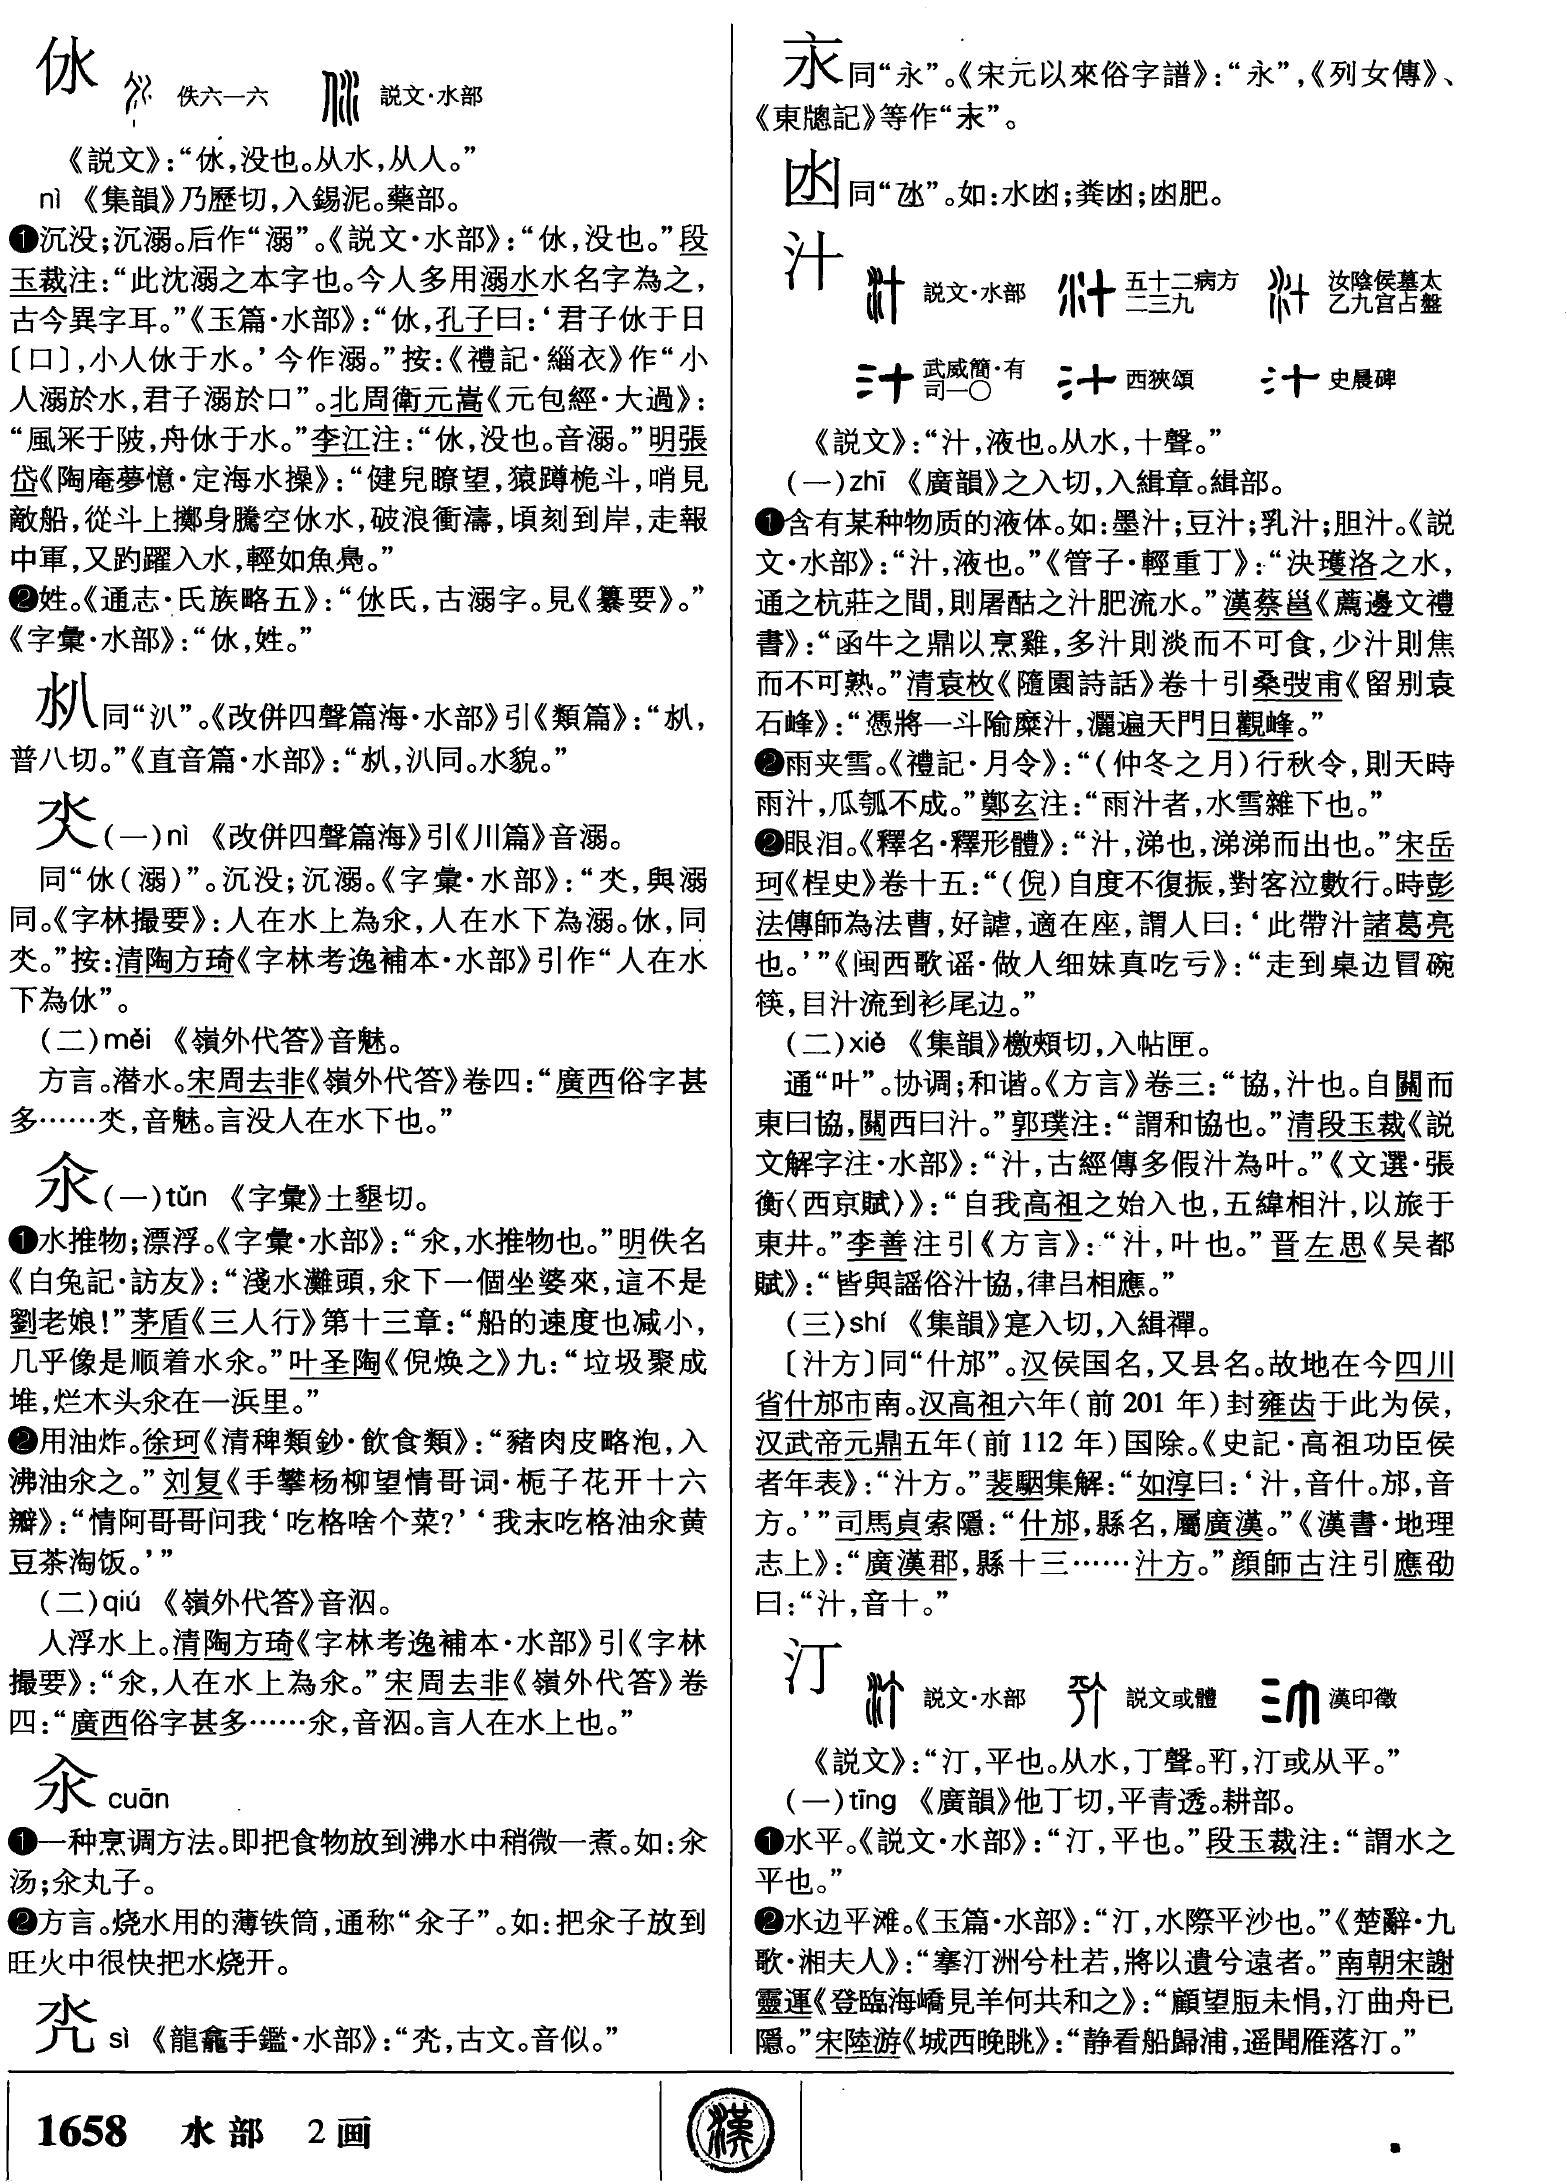 㲻 佚六一六 説文·水部
《説文》：“㲻，没也。从水，从人。”
nì 《集韻》乃歷切，入錫泥。藥部。
❶沉没；沉溺。后作“溺”。《説文·水部》：“㲻，没也。”段
玉裁注：“此沈溺之本字也。今人多用溺水水名字為之，
古今異字耳。”《玉篇·水部》：“㲻，孔子曰：‘君子㲻于日
〔口〕，小人㲻于水。’今作溺。”按：《禮記·緇衣》作“小
人溺於水，君子溺於口”。北周衛元嵩《元包經·大過》：
“風冞于陂，舟㲻于水。”李江注：“㲻，没也。音溺。”明張
岱《陶庵夢憶·定海水操》：“健兒瞭望，猿蹲桅斗，哨見
敵船，從斗上擲身騰空㲻水，破浪衝濤，頃刻到岸，走報
中軍，又趵躍入水，輕如魚鳧。”
❷姓。《通志·氏族略五》：“㲻氏，古溺字。見《纂要》。”
《字彙·水部》：“㲻，姓。”
同“汃”。《改併四聲篇海·水部》引《類篇》：“，
普八切。”《直音篇·水部》：“，汃同。水貌。”
氼(一)nì 《改併四聲篇海》引《川篇》音溺。
同“㲻(溺)”。沉没；沉溺。《字彙·水部》：“氼，與溺
同。《字林撮要》：人在水上為汆，人在水下為溺。㲻，同
氼。”按：清陶方琦《字林考逸補本·水部》引作“人在水
下為㲻”。
(二)měi 《嶺外代答》音魅。
方言。潜水。宋周去非《嶺外代答》卷四：“廣西俗字甚
多……氼，音魅。言没人在水下也。”
汆(一)tǔn 《字彙》土墾切。
❶水推物；漂浮。《字彙·水部》：“汆，水推物也。”明佚名
《白兔記·訪友》：“淺水灘頭，汆下一個坐婆來，這不是
劉老娘！”茅盾《三人行》第十三章：“船的速度也减小，
几乎像是顺着水汆。”叶圣陶《倪焕之》九：“垃圾聚成
堆，烂木头汆在一浜里。”
❷用油炸。徐珂《清稗類鈔·飲食類》：“豬肉皮略泡，入
沸油汆之。”刘复《手攀杨柳望情哥词·栀子花开十六
瓣》：“情阿哥哥问我‘吃格啥个菜？’‘我末吃格油汆黄
豆茶淘饭。’”
(二)qiú 《嶺外代答》音泅。
人浮水上。清陶方琦《字林考逸補本·水部》引《字林
撮要》：“汆，人在水上為汆。”宋周去非《嶺外代答》卷
四：“廣西俗字甚多……汆，音泅。言人在水上也。”
汆 cuān
❶一种烹调方法。即把食物放到沸水中稍微一煮。如：汆
汤；汆丸子。
❷方言。烧水用的薄铁筒，通称“汆子”。如：把汆子放到
旺火中很快把水烧开。
sì 《龍龕手鑑·水部》：“，古文。音似。”
同“永”。《宋元以來俗字譜》：“永”，《列女傳》、
《東牕記》等作“”。
凼同“氹”。如：水凼；粪凼；凼肥。
汁 説文·水部 五十二病方二三九 汝陰侯墓太乙九宫占盤
武威簡·有司一〇 西狹頌 史晨碑
《説文》：“汁，液也。从水，十聲。”
(一)zhī 《廣韻》之入切，入緝章。緝部。
❶含有某种物质的液体。如：墨汁；豆汁；乳汁；胆汁。《説
文·水部》：“汁，液也。”《管子·輕重丁》：“決瓁洛之水，
通之杭莊之間，則屠酤之汁肥流水。”漢蔡邕《薦邊文禮
書》：“函牛之鼎以烹雞，多汁則淡而不可食，少汁則焦
而不可熟。”清袁枚《隨園詩話》卷十引桑弢甫《留别袁
石峰》：“憑將一斗隃糜汁，灑遍天門日觀峰。”
❷雨夹雪。《禮記·月令》：“(仲冬之月)行秋令，則天時
雨汁，瓜瓠不成。”鄭玄注：“雨汁者，水雪雜下也。”
❷眼泪。《釋名·釋形體》：“汁，涕也，涕涕而出也。”宋岳
珂《桯史》卷十五：“(倪)自度不復振，對客泣數行。時彭
法傳師為法曹，好謔，適在座，謂人曰：‘此帶汁諸葛亮
也。’”《闽西歌谣·做人细妹真吃亏》：“走到桌边冒碗
筷，目汁流到衫尾边。”
(二)xié 《集韻》檄頰切，入帖匣。
通“叶”。协调；和谐。《方言》卷三：“協，汁也。自關而
東曰協，關西曰汁。”郭璞注：“謂和協也。”清段玉裁《説
文解字注·水部》：“汁，古經傳多假汁為叶。”《文選·張
衡〈西京賦〉》：“自我高祖之始入也，五緯相汁，以旅于
東井。”李善注引《方言》：“汁，叶也。”晋左思《吴都
賦》：“皆與謡俗汁協，律吕相應。”
(三)shí 《集韻》寔入切，入緝禪。
〔汁方〕同“什邡”。汉侯国名，又县名。故地在今四川
省什邡市南。汉高祖六年(前 201 年)封雍齿于此为侯，
汉武帝元鼎五年(前 112 年)国除。《史記·高祖功臣侯
者年表》：“汁方。”裴駰集解：“如淳曰：‘汁，音什。邡，音
方。’”司馬貞索隱：“什邡，縣名，屬廣漢。”《漢書·地理
志上》：“廣漢郡，縣十三……汁方。”顔師古注引應劭
曰：“汁，音十。”
汀 説文·水部 説文或體 漢印徵
《説文》：“汀，平也。从水，丁聲。㓅，汀或从平。”
(一)tīng 《廣韻》他丁切，平青透。耕部。
❶水平。《説文·水部》：“汀，平也。”段玉裁注：“謂水之
平也。”
❷水边平滩。《玉篇·水部》：“汀，水際平沙也。”《楚辭·九
歌·湘夫人》：“搴汀洲兮杜若，將以遺兮遠者。”南朝宋謝
靈運《登臨海嶠見羊何共和之》：“顧望脰未悁，汀曲舟已
隱。”宋陸游《城西晚眺》：“静看船歸浦，遥聞雁落汀。”
1658 水部 2画
漢